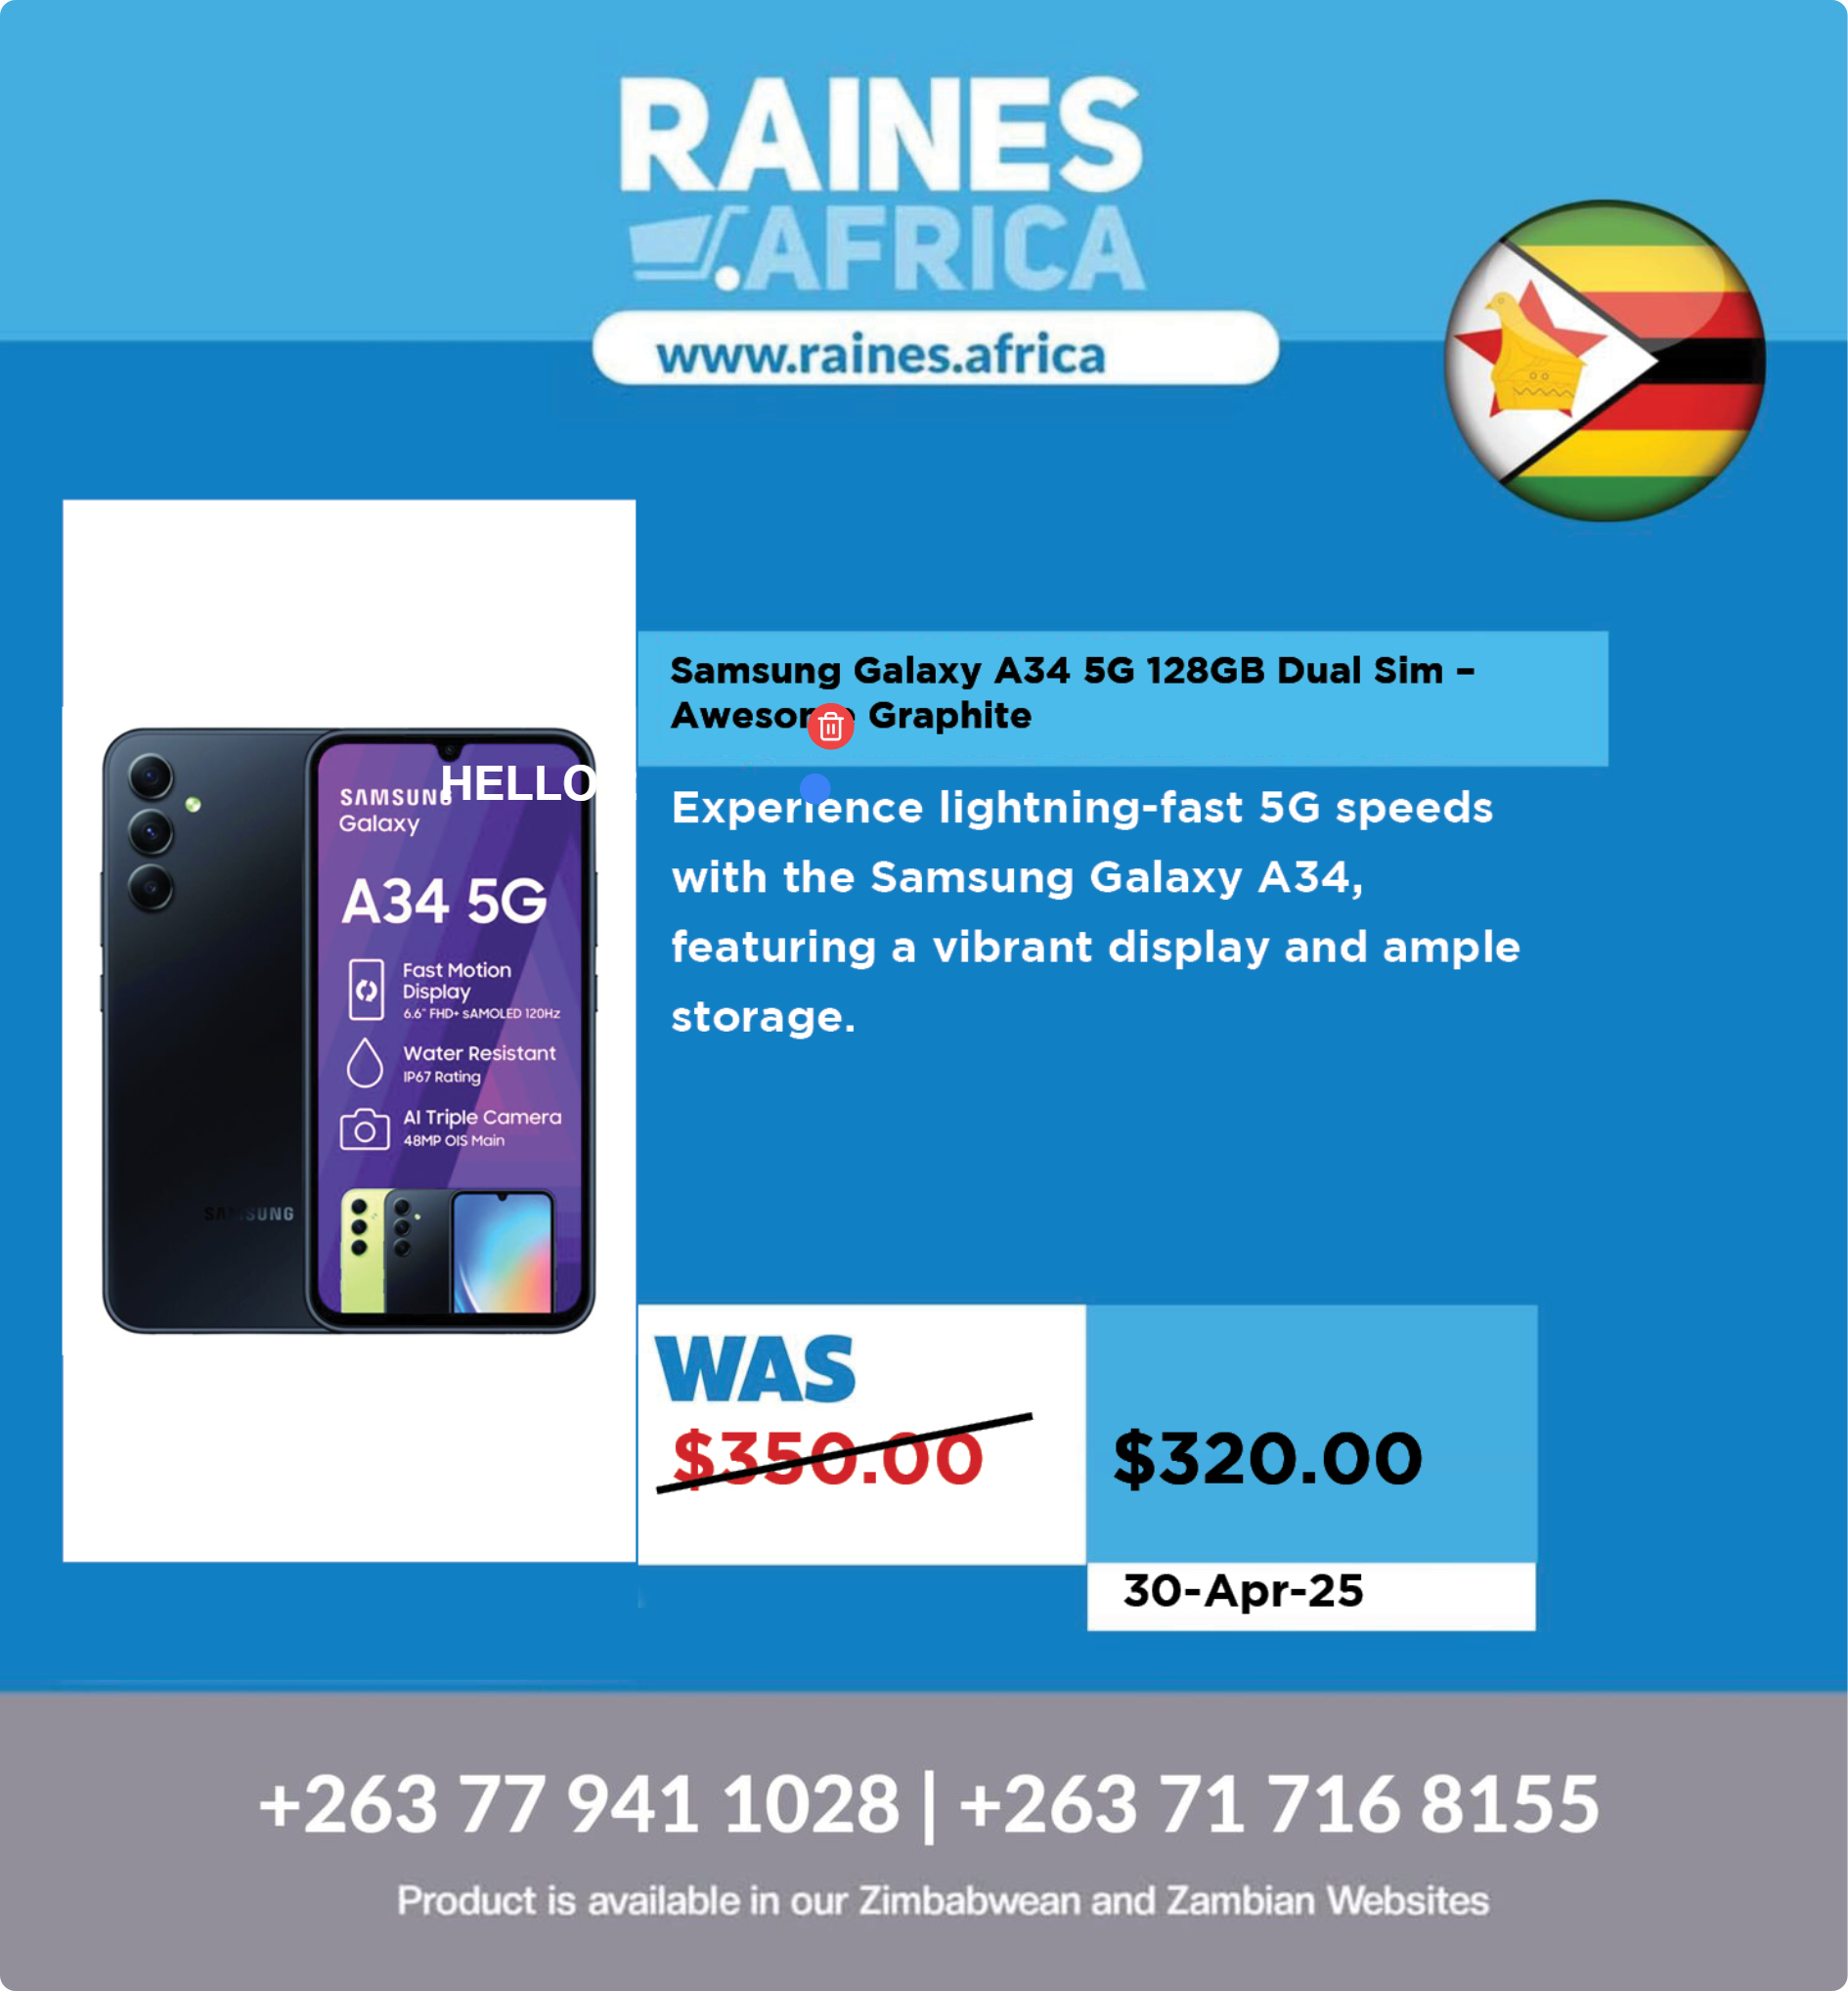 RAINES
.AFRICA
www.raines.africa
Samsung Galaxy A34 5G 128GB Dual Sim –
Graphite
HELLO
SAMSUNG
Galaxy
A34 5G
Fast Motion
Display
6.6" FHD+ sAMOLED 120Hz
Water Resistant
IP67 Rating
AI Triple Camera
48MP OIS Main
SAMSUNG
Experience lightning-fast 5G speeds
with the Samsung Galaxy A34,
featuring a vibrant display and ample
storage.
WAS
$350.00
$320.00
30-Apr-25
+263 77 941 1028 | +263 71 716 8155
Product is available in our Zimbabwean and Zambian Websites